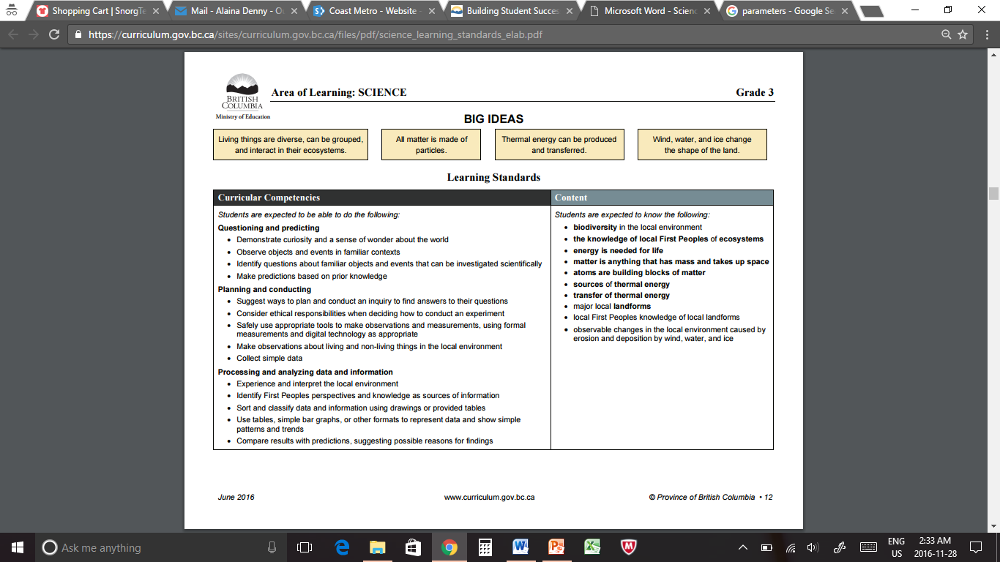 Shopping Cart | SnorgTe
Mail - Alaina Denny - Ou
Coast Metro - Website -
Building Student Succes
Microsoft Word - Scienc
parameters - Google Se
https://curriculum.gov.bc.ca/sites/curriculum.gov.bc.ca/files/pdf/science_learning_standards_elab.pdf
BRITISH
COLUMBIA
Ministry of Education
Area of Learning: SCIENCE
Grade 3
BIG IDEAS
Living things are diverse, can be grouped,
and interact in their ecosystems.
All matter is made of
particles.
Thermal energy can be produced
and transferred.
Wind, water, and ice change
the shape of the land.
Learning Standards
Curricular Competencies
Students are expected to be able to do the following:
Questioning and predicting
• Demonstrate curiosity and a sense of wonder about the world
• Observe objects and events in familiar contexts
• Identify questions about familiar objects and events that can be investigated scientifically
• Make predictions based on prior knowledge
Planning and conducting
• Suggest ways to plan and conduct an inquiry to find answers to their questions
• Consider ethical responsibilities when deciding how to conduct an experiment
• Safely use appropriate tools to make observations and measurements, using formal
measurements and digital technology as appropriate
• Make observations about living and non-living things in the local environment
• Collect simple data
Processing and analyzing data and information
• Experience and interpret the local environment
• Identify First Peoples perspectives and knowledge as sources of information
• Sort and classify data and information using drawings or provided tables
• Use tables, simple bar graphs, or other formats to represent data and show simple
patterns and trends
• Compare results with predictions, suggesting possible reasons for findings
Content
Students are expected to know the following:
• biodiversity in the local environment
• the knowledge of local First Peoples of ecosystems
• energy is needed for life
• matter is anything that has mass and takes up space
• atoms are building blocks of matter
• sources of thermal energy
• transfer of thermal energy
• major local landforms
• local First Peoples knowledge of local landforms
• observable changes in the local environment caused by
erosion and deposition by wind, water, and ice
June 2016
www.curriculum.gov.bc.ca
© Province of British Columbia • 12
Ask me anything
ENG
US
2:33 AM
2016-11-28